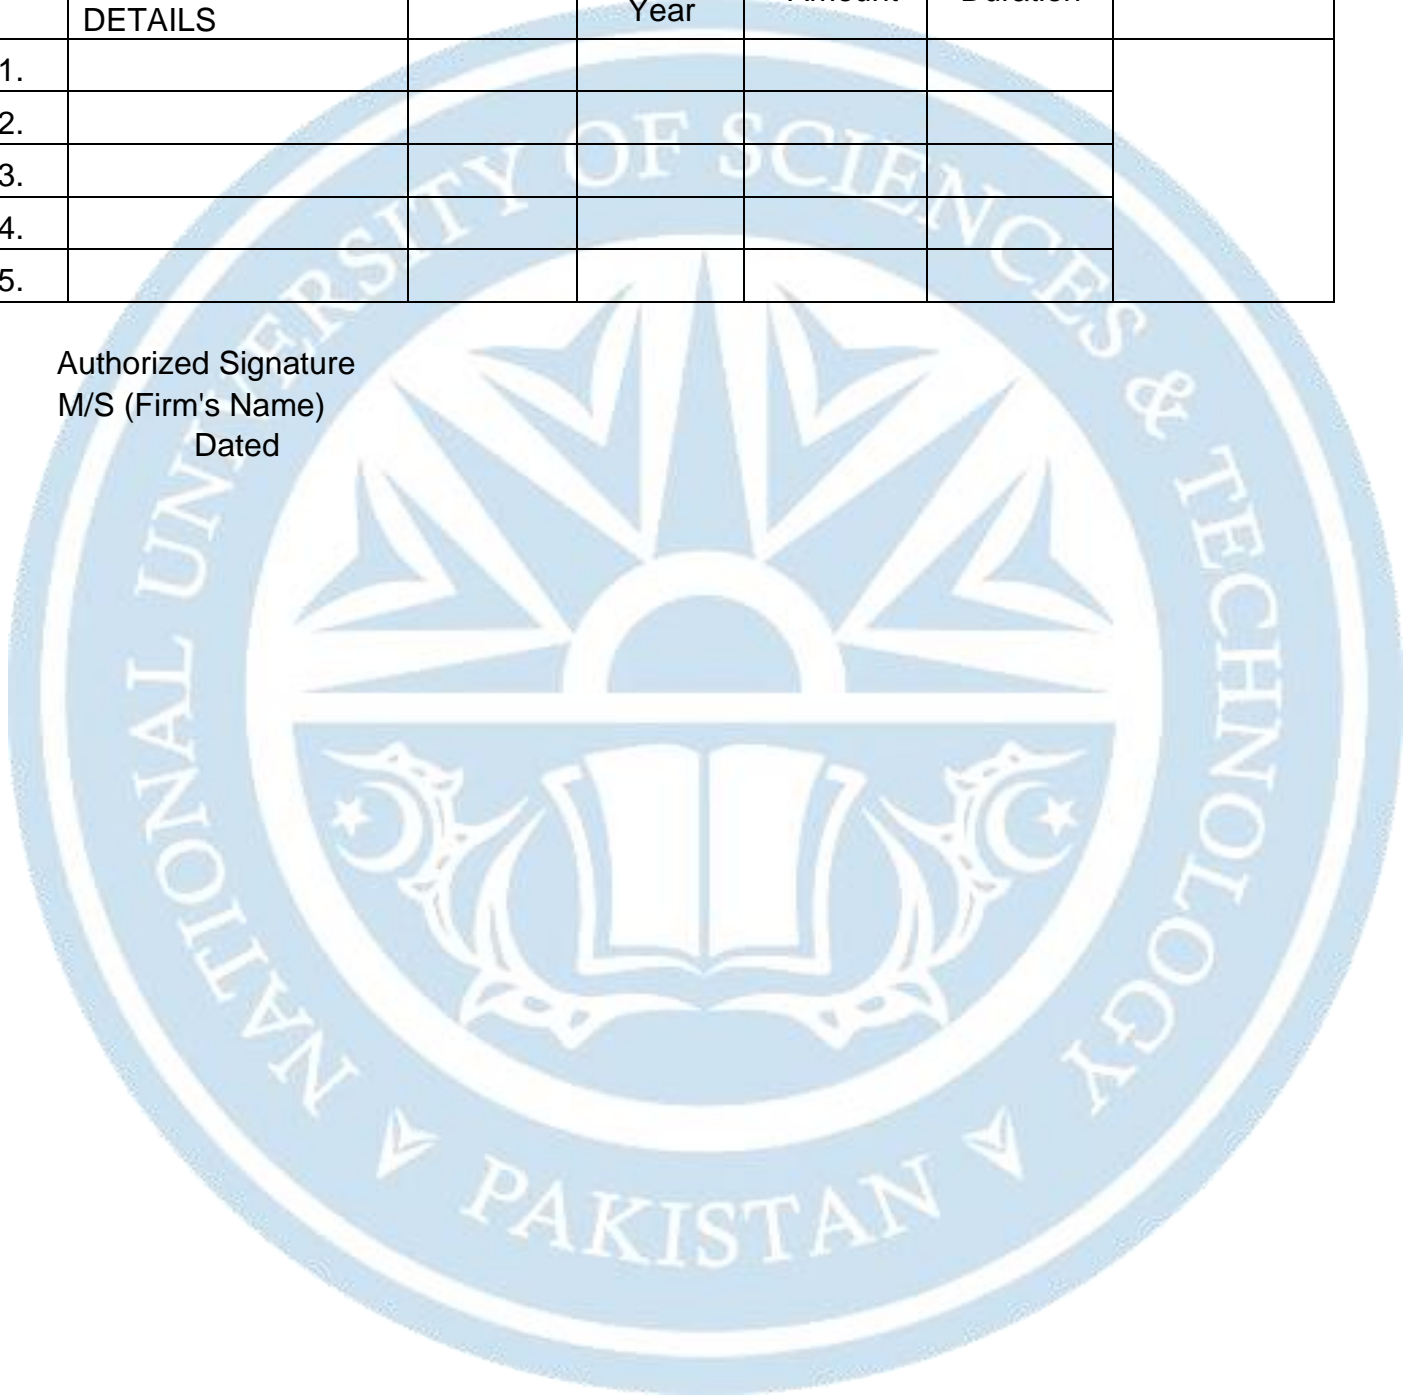 Amount Duration
Year
DETAILS
1.
2.
3.
4.
5.
Authorized Signature
M/S (Firm's Name)
Dated
NATIONAL UNIVERSITY OF SCIENCES & TECHNOLOGY
PAKISTAN